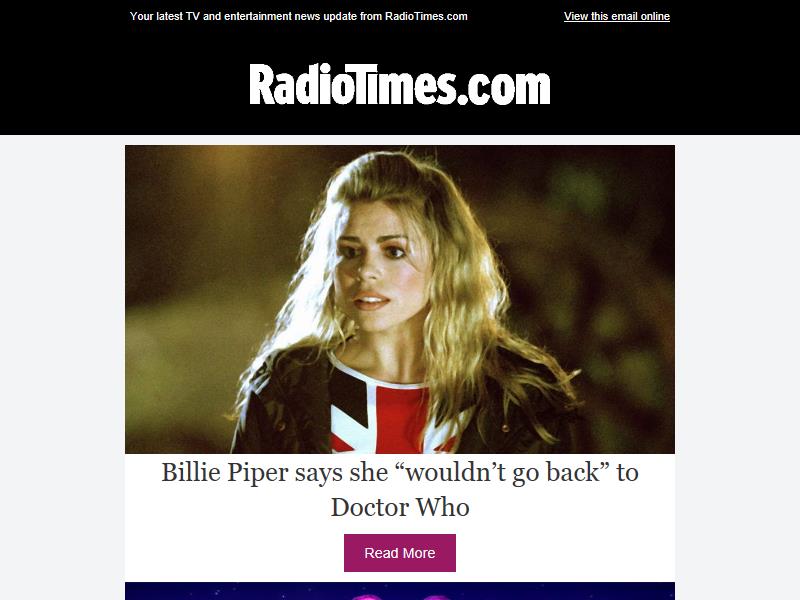 Your latest TV and entertainment news update from RadioTimes.com
View this email online
RadioTimes.com
Billie Piper says she “wouldn’t go back” to
Doctor Who
Read More